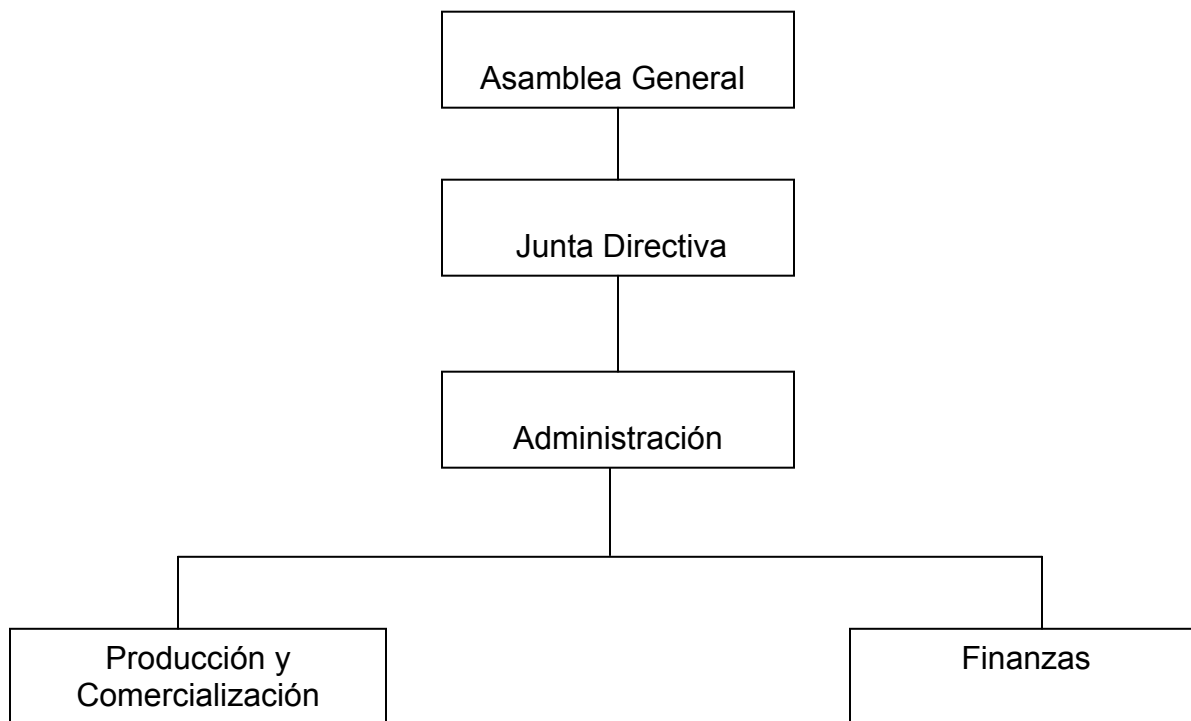 Asamblea General
Junta Directiva
Administración
Producción y
Comercialización
Finanzas